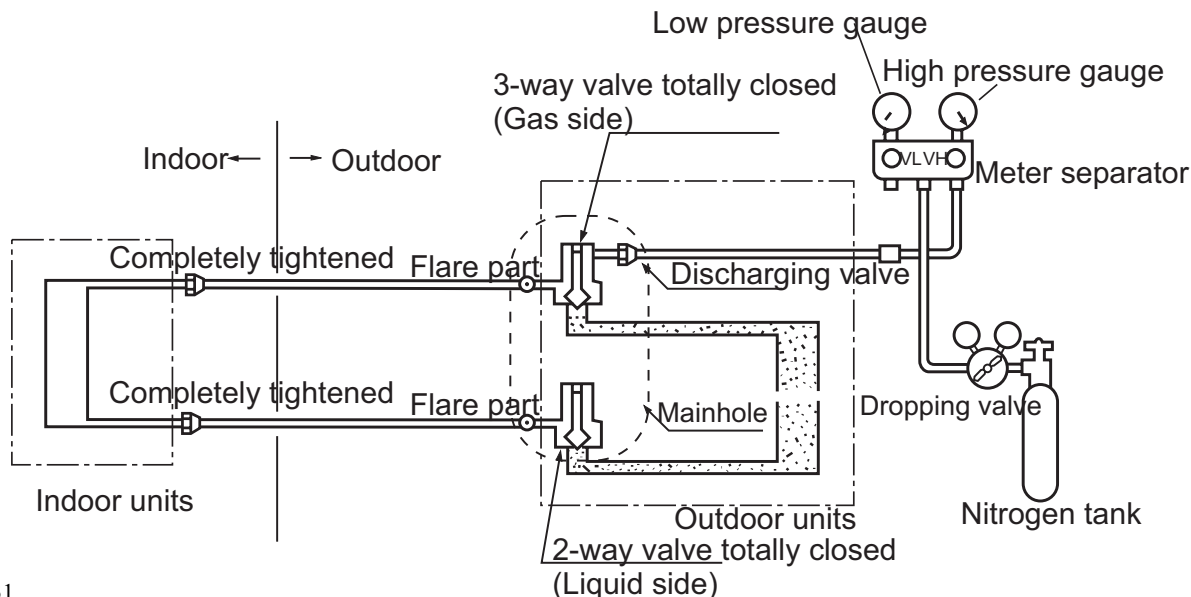 Low pressure gauge
High pressure gauge
3-way valve totally closed
(Gas side)
Indoor
Outdoor
VL VH
Meter separator
Completely tightened
Flare part
Discharging valve
Completely tightened
Flare part
Mainhole
Dropping valve
Indoor units
Outdoor units
Nitrogen tank
2-way valve totally closed
(Liquid side)